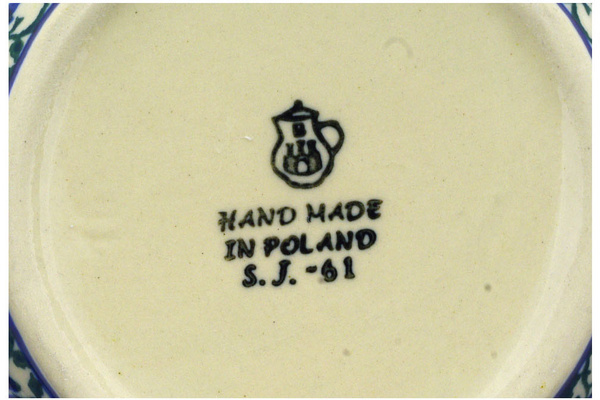 HAND MADE
IN POLAND
S. J. -61